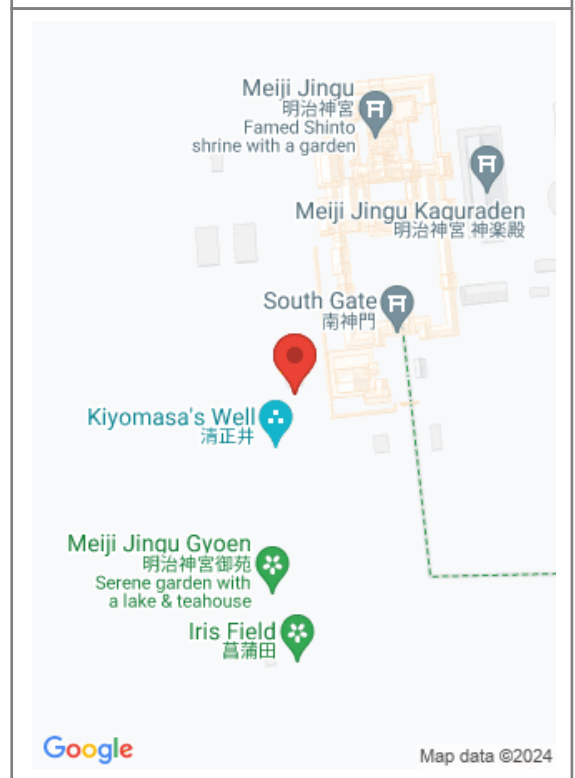 Meiji Jingu
明治神宮
Famed Shinto
shrine with a garden
Meiji Jingu Kaguraden
明治神宮 神楽殿
South Gate
南神門
Kiyomasa's Well
清正井
Meiji Jingu Gyoen
明治神宮御苑
Serene garden with
a lake & teahouse
Iris Field
菖蒲田
Google
Map data ©2024